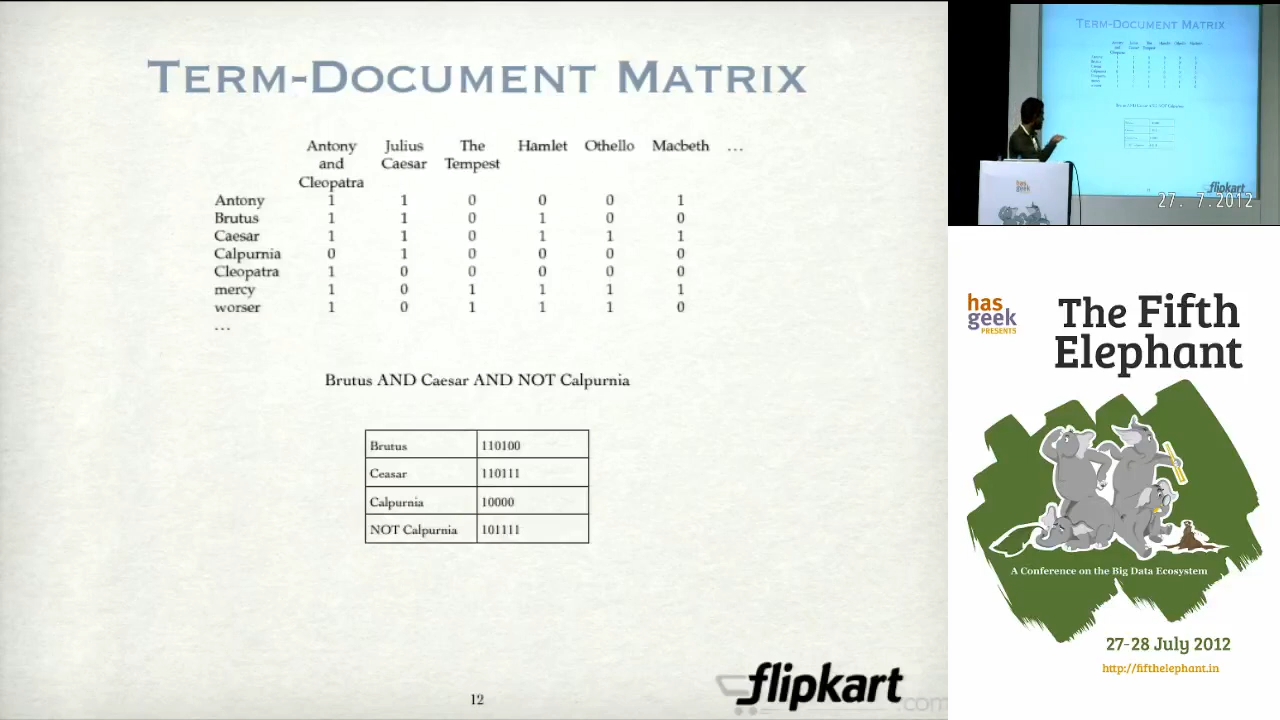 TERM-DOCUMENT MATRIX
Antony and Cleopatra Julius Caesar The Tempest Hamlet Othello Macbeth ...
Antony 1 1 0 0 0 1
Brutus 1 1 0 1 0 0
Caesar 1 1 0 1 1 1
Calpurnia 0 1 0 0 0 0
Cleopatra 1 0 0 0 0 0
mercy 1 0 1 1 1 1
worser 1 0 1 1 1 0
...
Brutus AND Caesar AND NOT Calpurnia
Brutus 110100
Ceasar 110111
Calpurnia 10000
NOT Calpurnia 101111
12
flipkart
.com
TERM-DOCUMENT MATRIX
has
geek
flipkart
27. 7.2012
has
geek
PRESENTS
The Fifth
Elephant
A Conference on the Big Data Ecosystem
27-28 July 2012
http://fifthelephant.in